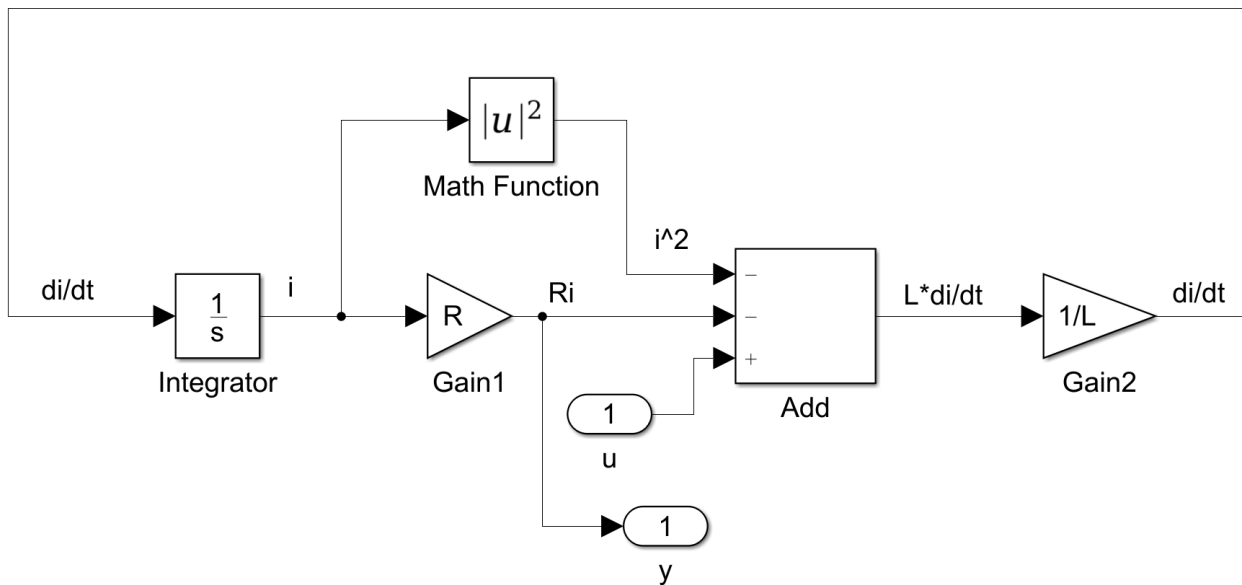 |u|²
Math Function
i^2
di/dt
1
s
Integrator
i
R
Gain1
Ri
−
−
+
Add
L*di/dt
1/L
Gain2
di/dt
1
u
1
y